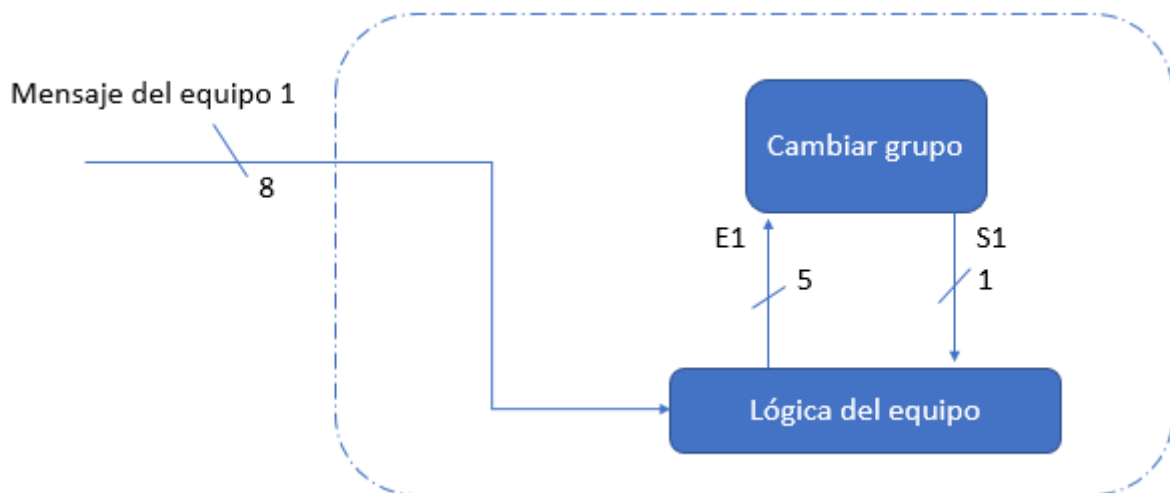 Mensaje del equipo 1
8
Cambiar grupo
E1
S1
5
1
Lógica del equipo